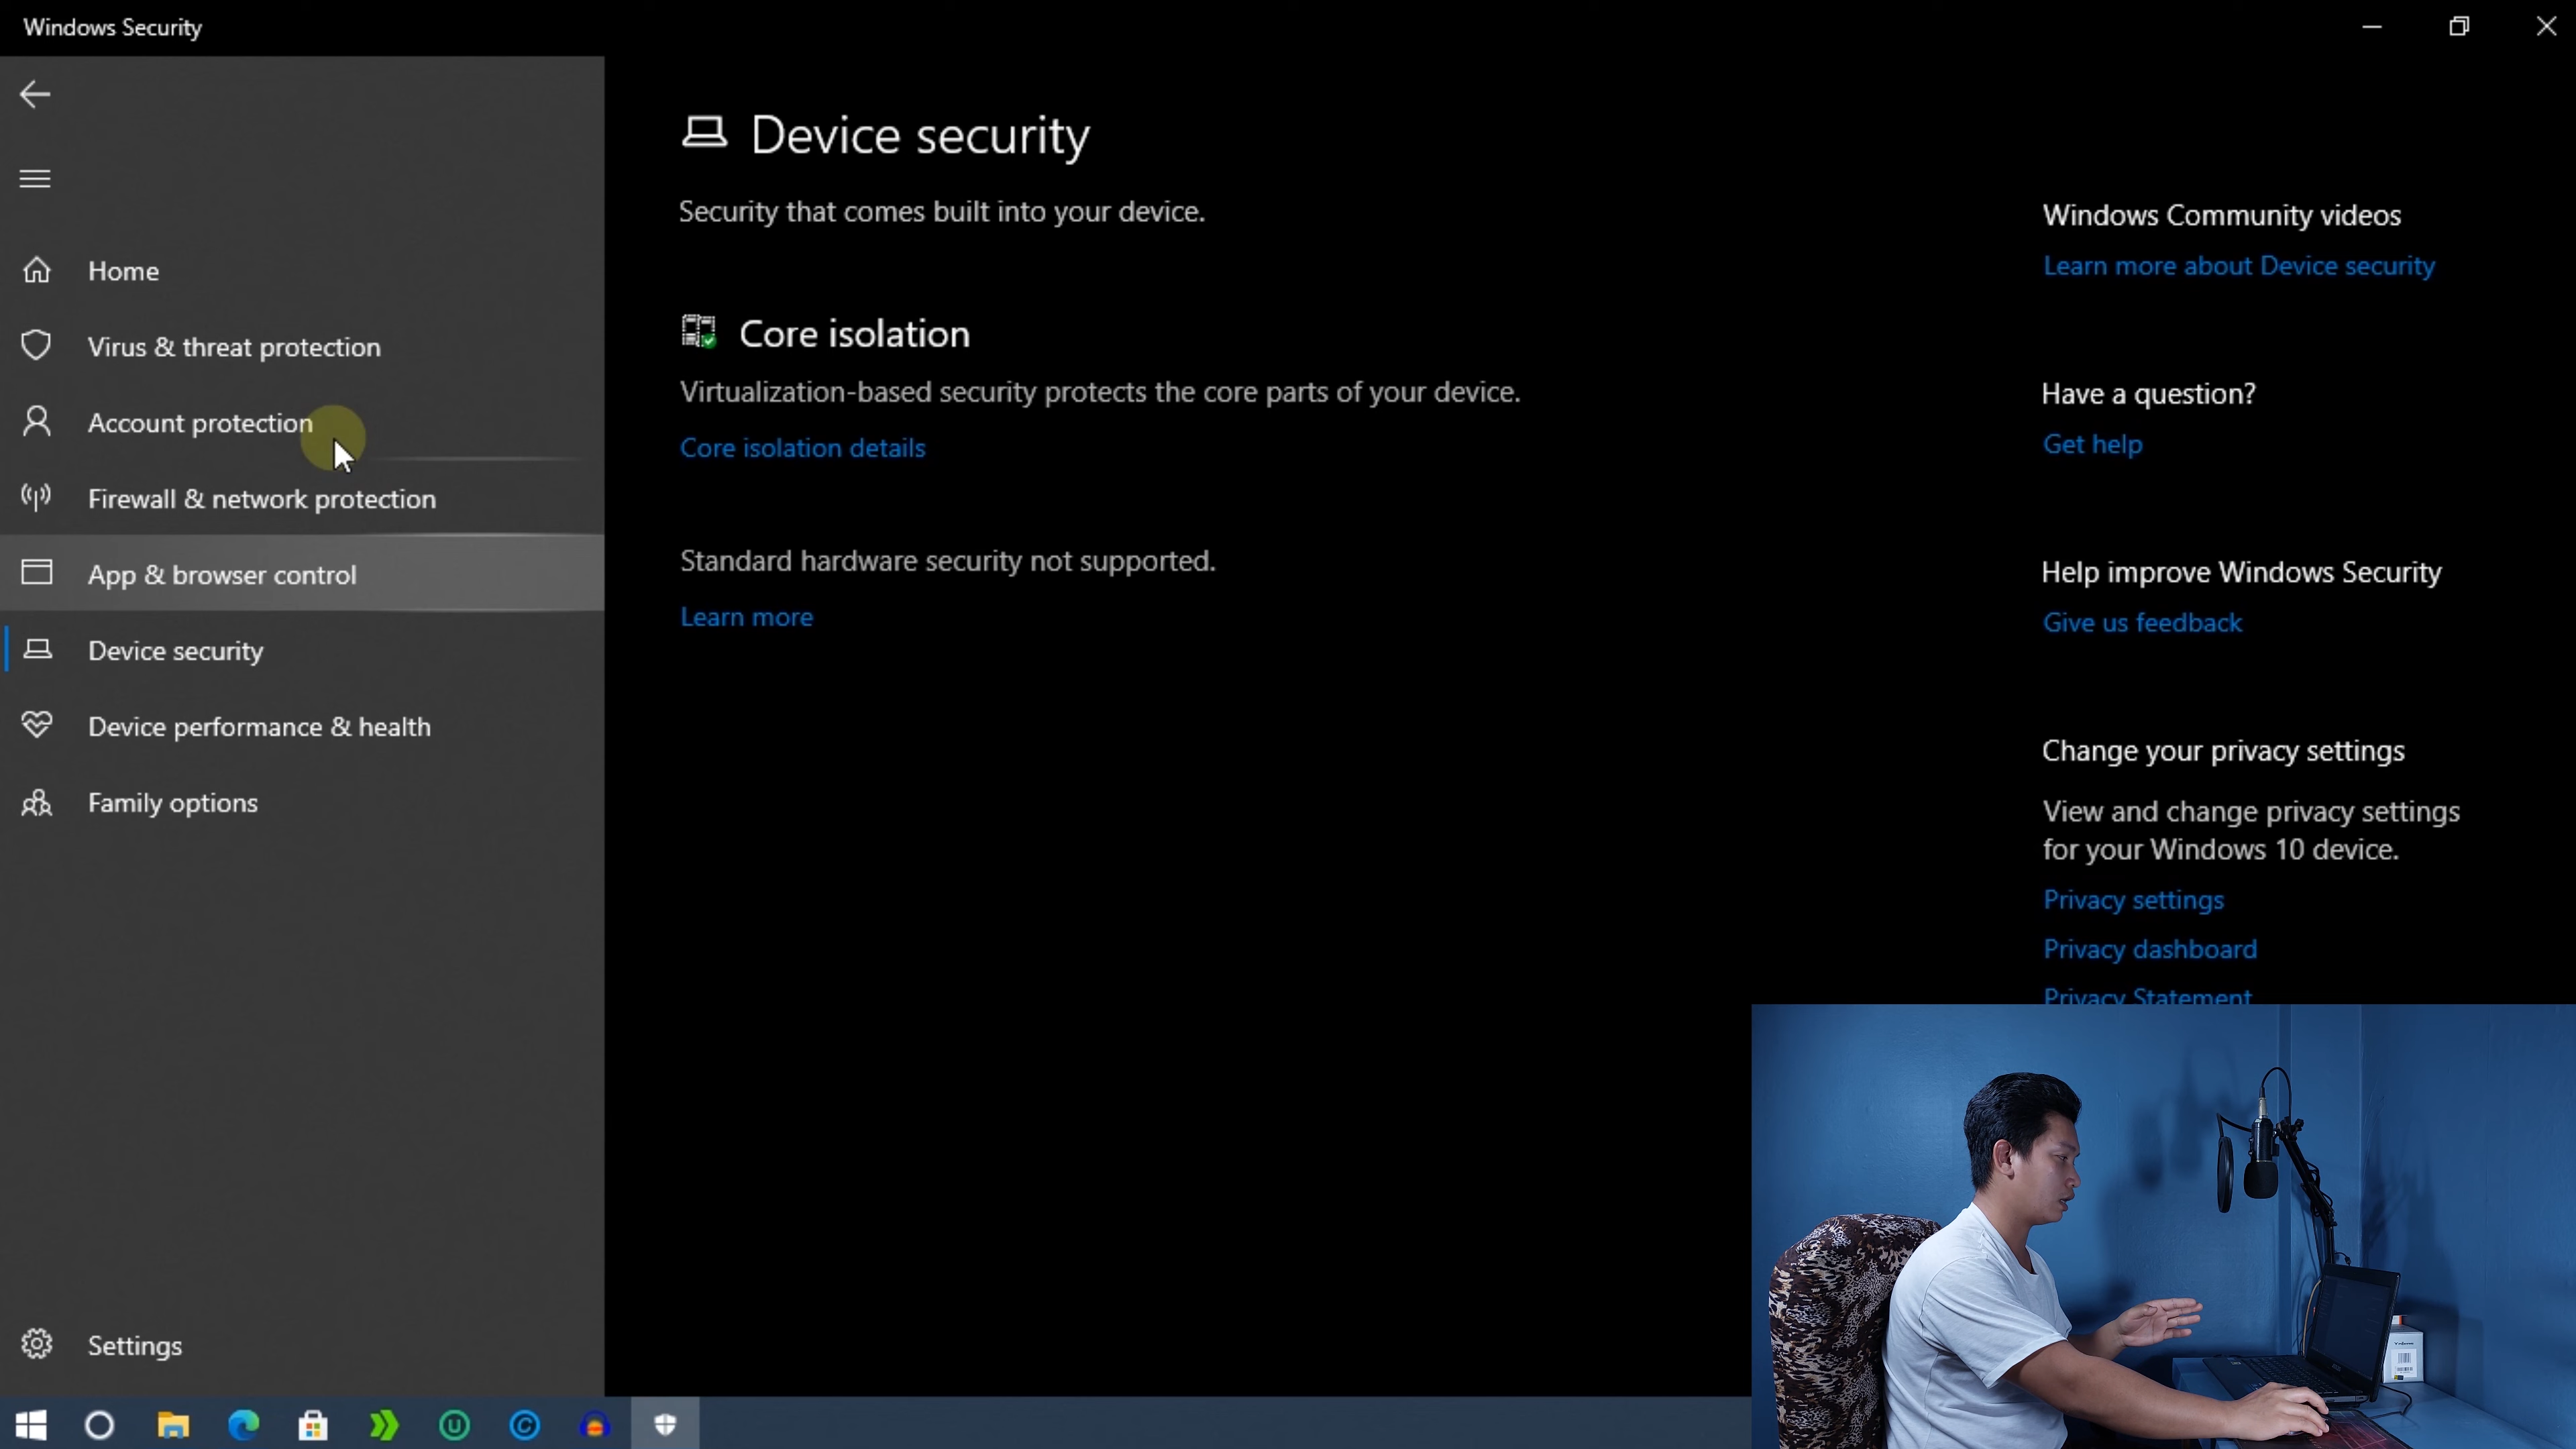 Windows Security
Home
Virus & threat protection
Account protection
Firewall & network protection
App & browser control
Device security
Device performance & health
Family options
Settings
Device security
Security that comes built into your device.
Core isolation
Virtualization-based security protects the core parts of your device.
Core isolation details
Standard hardware security not supported.
Learn more
Windows Community videos
Learn more about Device security
Have a question?
Get help
Help improve Windows Security
Give us feedback
Change your privacy settings
View and change privacy settings
for your Windows 10 device.
Privacy settings
Privacy dashboard
Privacy Statement